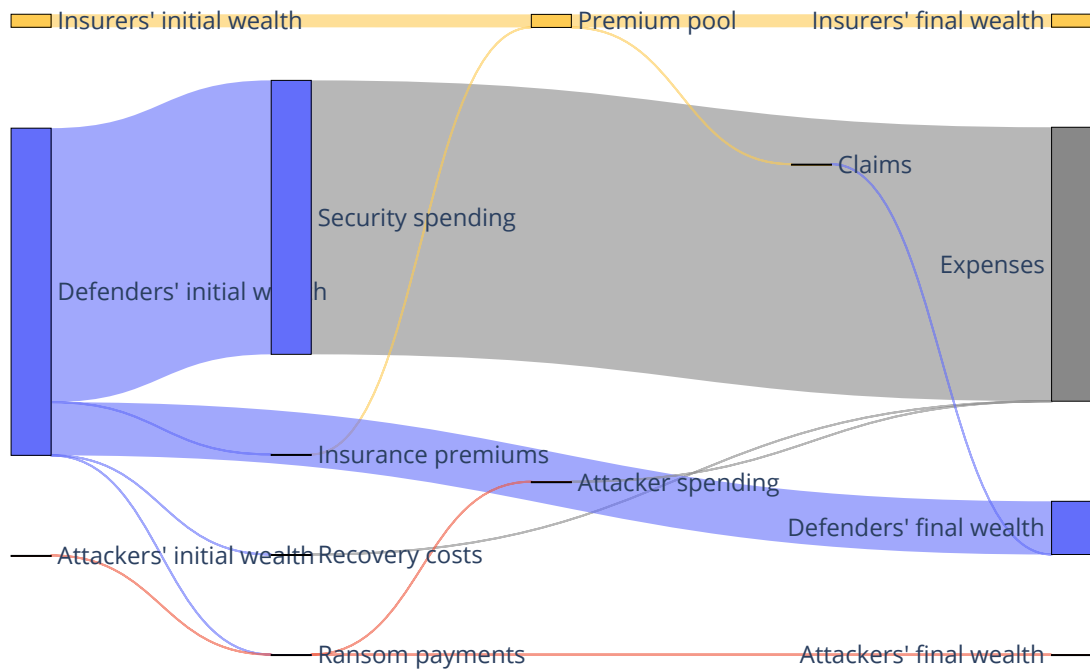 Insurers' initial wealth
Premium pool
Insurers' final wealth
Claims
Security spending
Expenses
Defenders' initial wealth
Insurance premiums
Attacker spending
Defenders' final wealth
Attackers' initial wealth
Recovery costs
Ransom payments
Attackers' final wealth